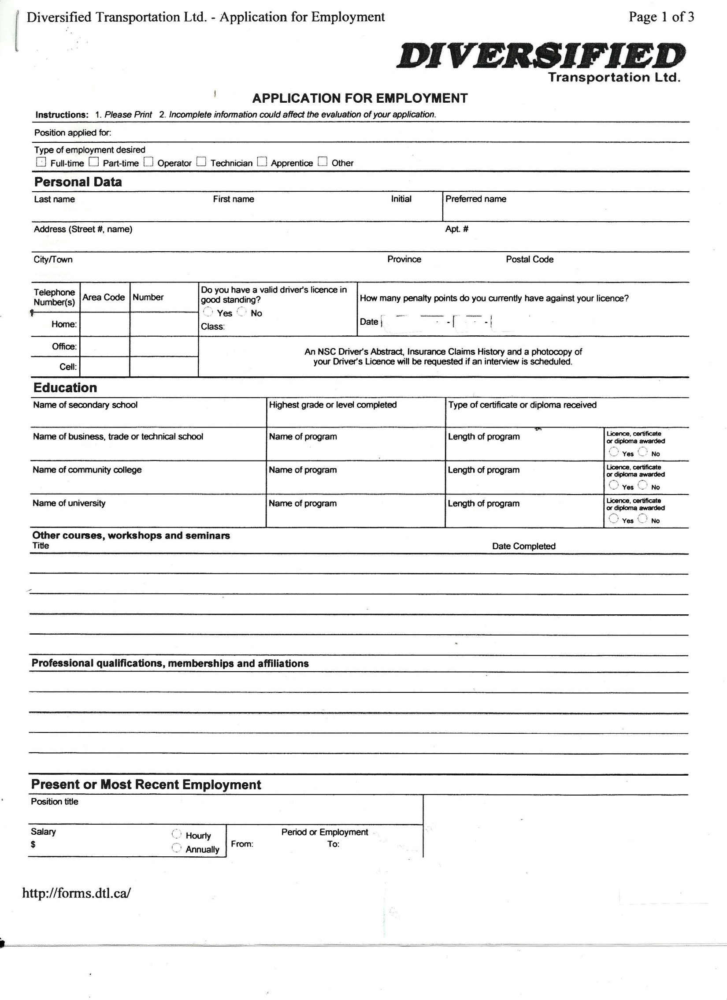 Diversified Transportation Ltd. - Application for Employment Page 1 of 3
DIVERSIFIED
Transportation Ltd.
APPLICATION FOR EMPLOYMENT
Instructions: 1. Please Print 2. Incomplete information could affect the evaluation of your application.
Position applied for:
Type of employment desired
Full-time Part-time Operator Technician Apprentice Other
Personal Data
Last name First name Initial Preferred name
Address (Street #, name) Apt. #
City/Town Province Postal Code
Telephone
Number(s)
Area Code Number
Do you have a valid driver's licence in
good standing?
Yes No
Class:
How many penalty points do you currently have against your licence?
Date - -
Home:
Office:
Cell:
An NSC Driver's Abstract, Insurance Claims History and a photocopy of
your Driver's Licence will be requested if an interview is scheduled.
Education
Name of secondary school Highest grade or level completed Type of certificate or diploma received
Name of business, trade or technical school Name of program Length of program
Licence, certificate
or diploma awarded
Yes No
Name of community college Name of program Length of program
Licence, certificate
or diploma awarded
Yes No
Name of university Name of program Length of program
Licence, certificate
or diploma awarded
Yes No
Other courses, workshops and seminars
Title Date Completed
Professional qualifications, memberships and affiliations
Present or Most Recent Employment
Position title
Salary
$
Hourly
Annually
Period or Employment
From: To:
http://forms.dtl.ca/